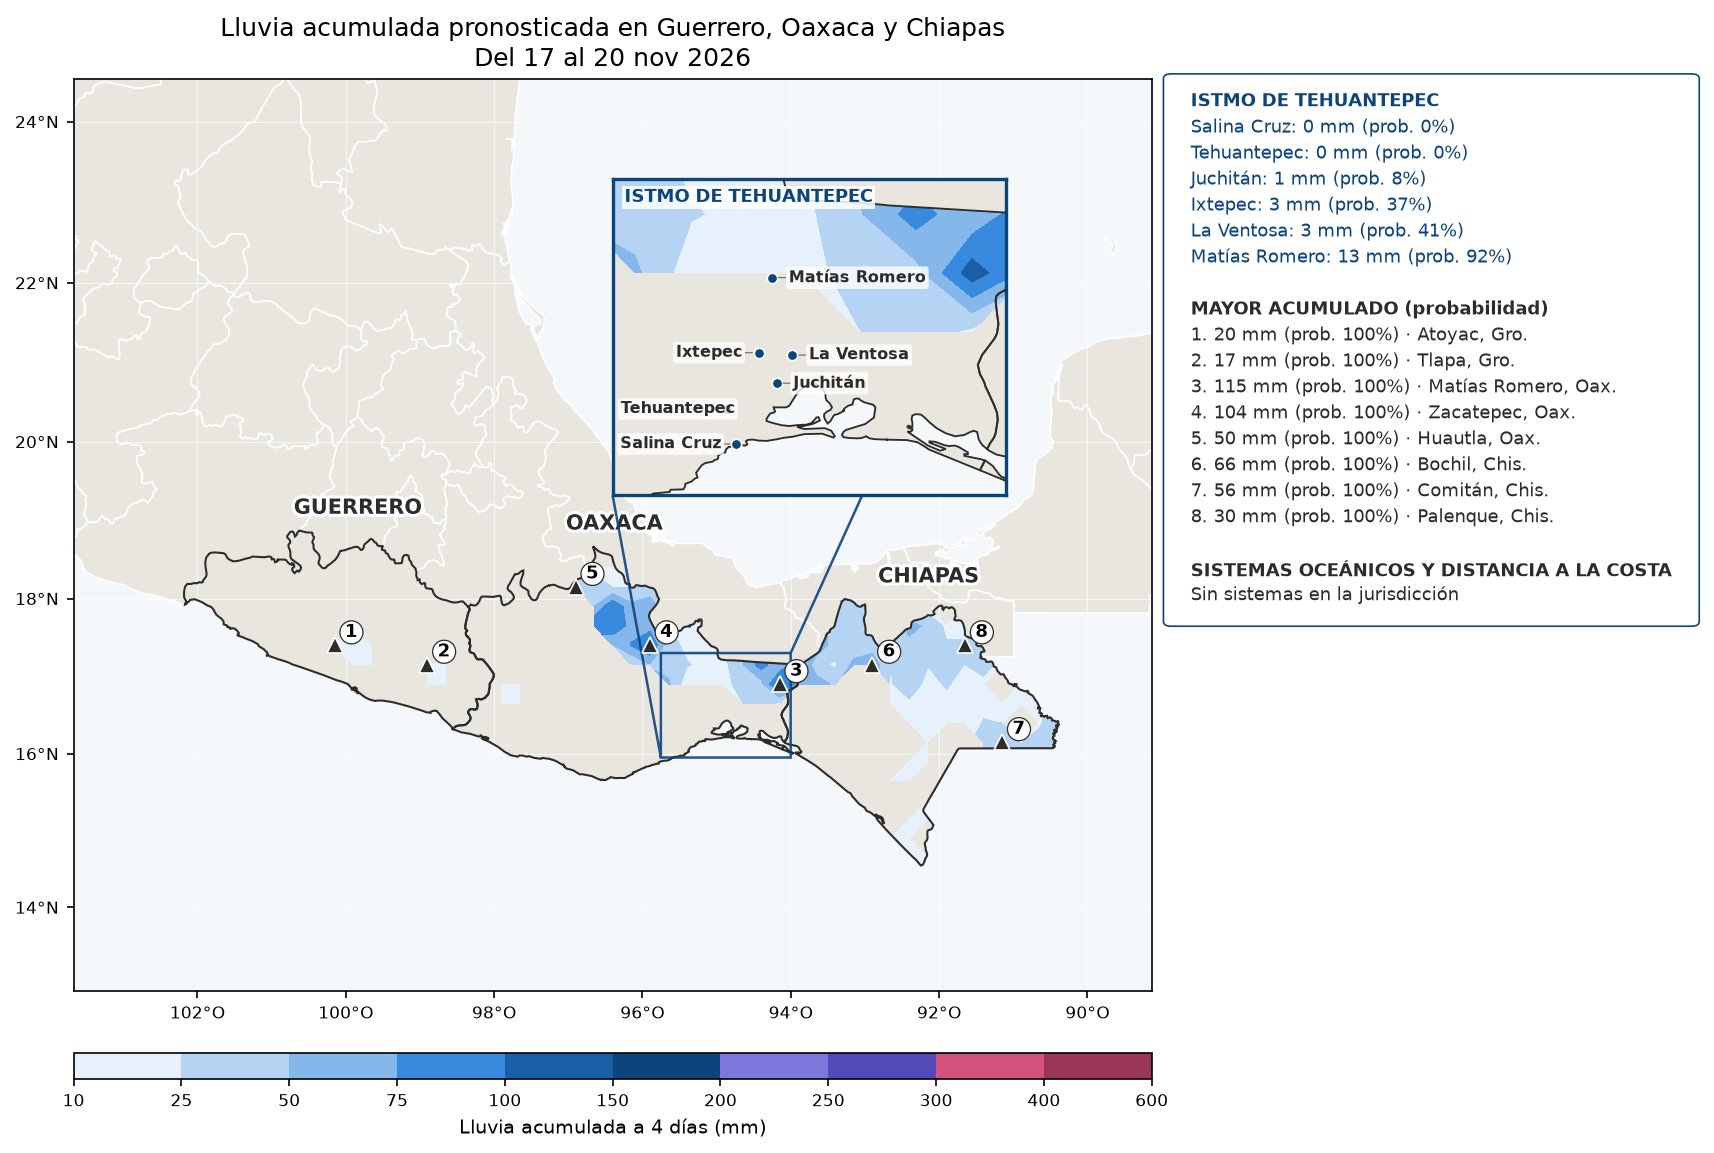 Lluvia acumulada pronosticada en Guerrero, Oaxaca y Chiapas
Del 17 al 20 nov 2026
24°N
22°N
20°N
18°N
16°N
14°N
102°O
100°O
98°O
96°O
94°O
92°O
90°O
ISTMO DE TEHUANTEPEC
Matías Romero
Ixtepec
La Ventosa
Juchitán
Tehuantepec
Salina Cruz
GUERRERO
OAXACA
CHIAPAS
1
2
3
4
5
6
7
8
ISTMO DE TEHUANTEPEC
Salina Cruz: 0 mm (prob. 0%)
Tehuantepec: 0 mm (prob. 0%)
Juchitán: 1 mm (prob. 8%)
Ixtepec: 3 mm (prob. 37%)
La Ventosa: 3 mm (prob. 41%)
Matías Romero: 13 mm (prob. 92%)
MAYOR ACUMULADO (probabilidad)
1. 20 mm (prob. 100%) · Atoyac, Gro.
2. 17 mm (prob. 100%) · Tlapa, Gro.
3. 115 mm (prob. 100%) · Matías Romero, Oax.
4. 104 mm (prob. 100%) · Zacatepec, Oax.
5. 50 mm (prob. 100%) · Huautla, Oax.
6. 66 mm (prob. 100%) · Bochil, Chis.
7. 56 mm (prob. 100%) · Comitán, Chis.
8. 30 mm (prob. 100%) · Palenque, Chis.
SISTEMAS OCEÁNICOS Y DISTANCIA A LA COSTA
Sin sistemas en la jurisdicción
10 25 50 75 100 150 200 250 300 400 600
Lluvia acumulada a 4 días (mm)